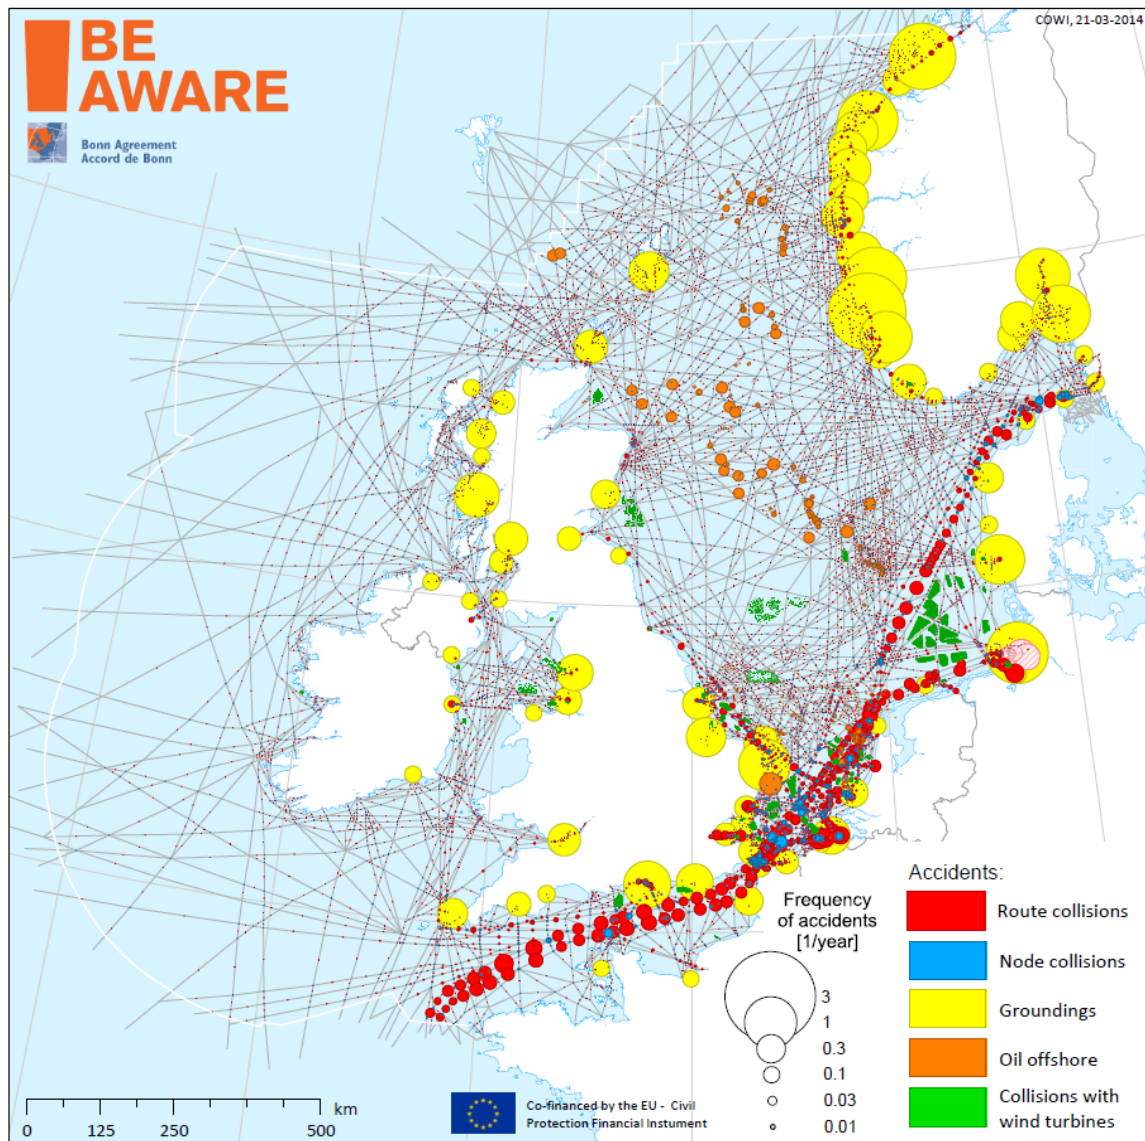 COWI, 21-03-2014
BE
AWARE
Bonn Agreement
Accord de Bonn
Accidents:
Route collisions
Node collisions
Groundings
Oil offshore
Collisions with
wind turbines
Frequency
of accidents
[1/year]
3
1
0.3
0.1
0.03
0.01
km
0 125 250 500
Co-financed by the EU - Civil
Protection Financial Instument